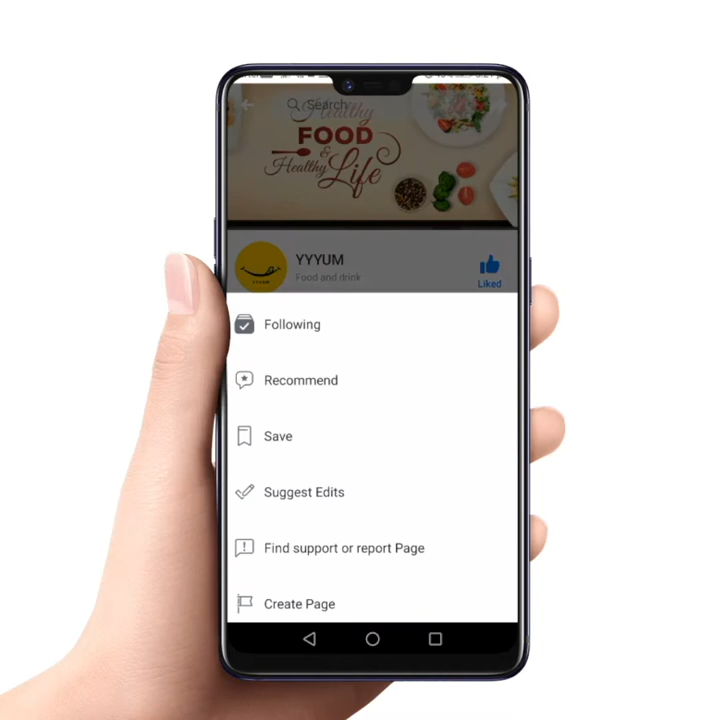 Search
Healthy
FOOD
&
Healthy
Life
YYYUM
Food and drink
Liked
Following
Recommend
Save
Suggest Edits
Find support or report Page
Create Page